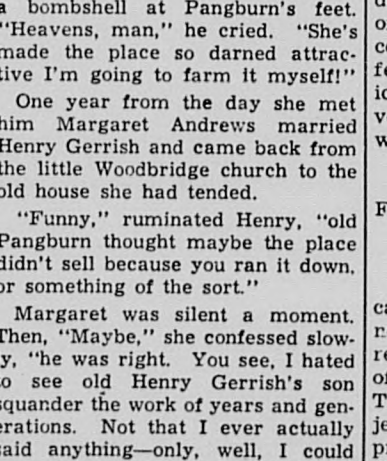 a bombshell at Pangburn's feet.
"Heavens, man," he cried. "She's
made the place so darned attrac-
tive I'm going to farm it myself!"
One year from the day she met
him Margaret Andrews married
Henry Gerrish and came back from
the little Woodbridge church to the
old house she had tended.
"Funny," ruminated Henry, "old
Pangburn thought maybe the place
didn't sell because you ran it down,
or something of the sort."
Margaret was silent a moment.
Then, "Maybe," she confessed slow-
ly, "he was right. You see, I hated
to see old Henry Gerrish's son
squander the work of years and gen-
erations. Not that I ever actually
said anything—only, well, I could